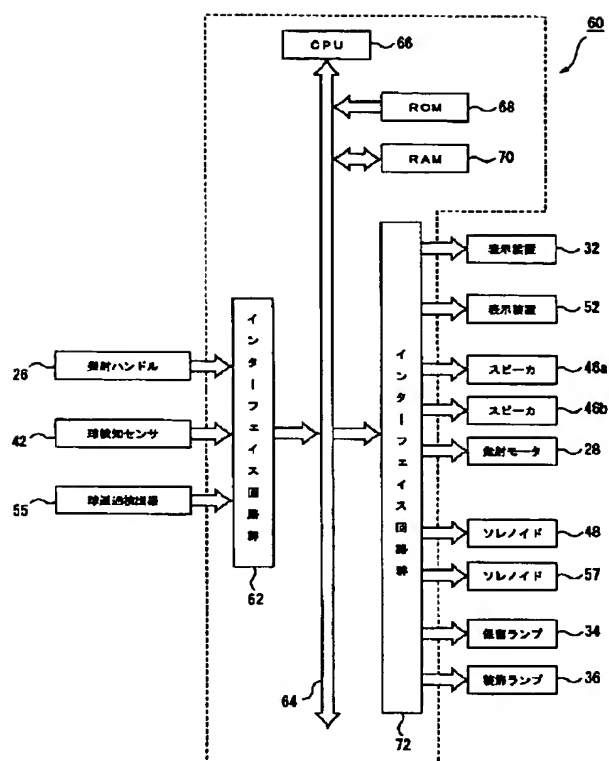 60
CPU
66
ROM
68
RAM
70
表示装置
32
表示装置
52
スピーカ
46a
スピーカ
46b
発射モータ
28
ソレノイド
48
ソレノイド
57
保留ランプ
34
装飾ランプ
36
インターフェイス回路群
72
インターフェイス回路群
62
発射ハンドル
26
球検知センサ
42
球通過検出器
55
64